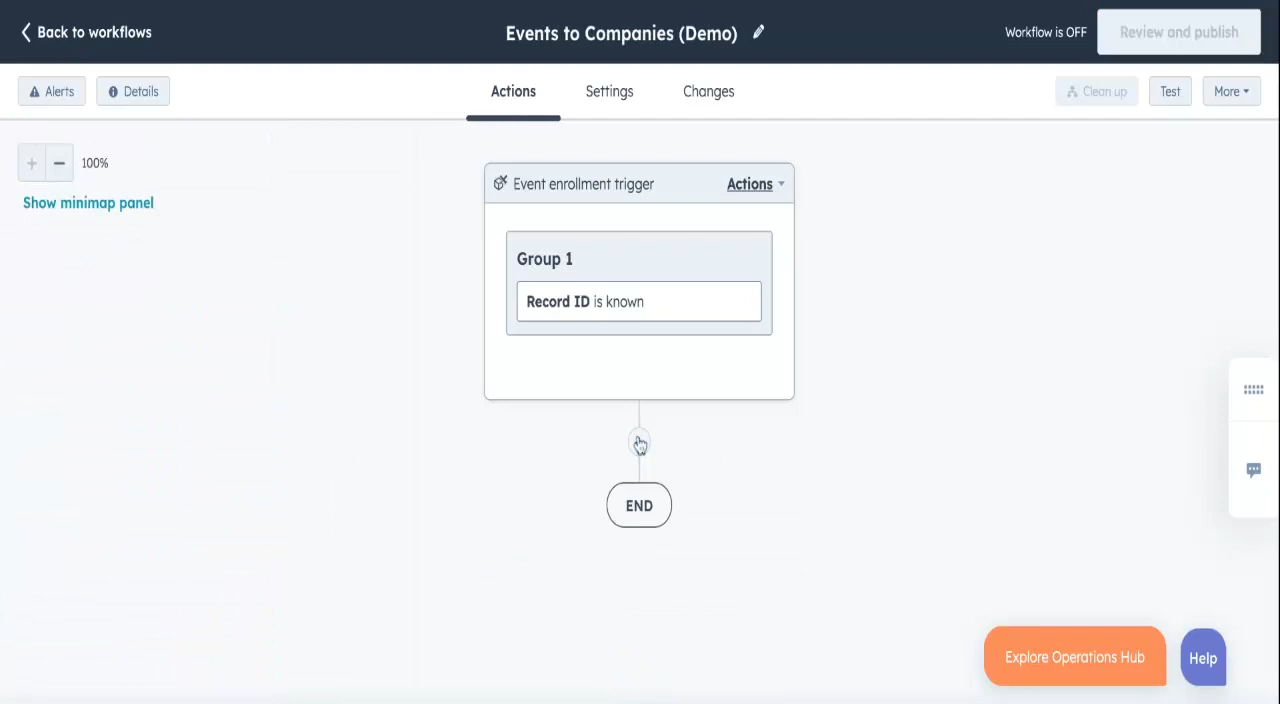 Back to workflows
Events to Companies (Demo)
Workflow is OFF
Review and publish
Alerts
Details
Actions
Settings
Changes
Clean up
Test
More
100%
Show minimap panel
Event enrollment trigger
Actions
Group 1
Record ID is known
END
Explore Operations Hub
Help